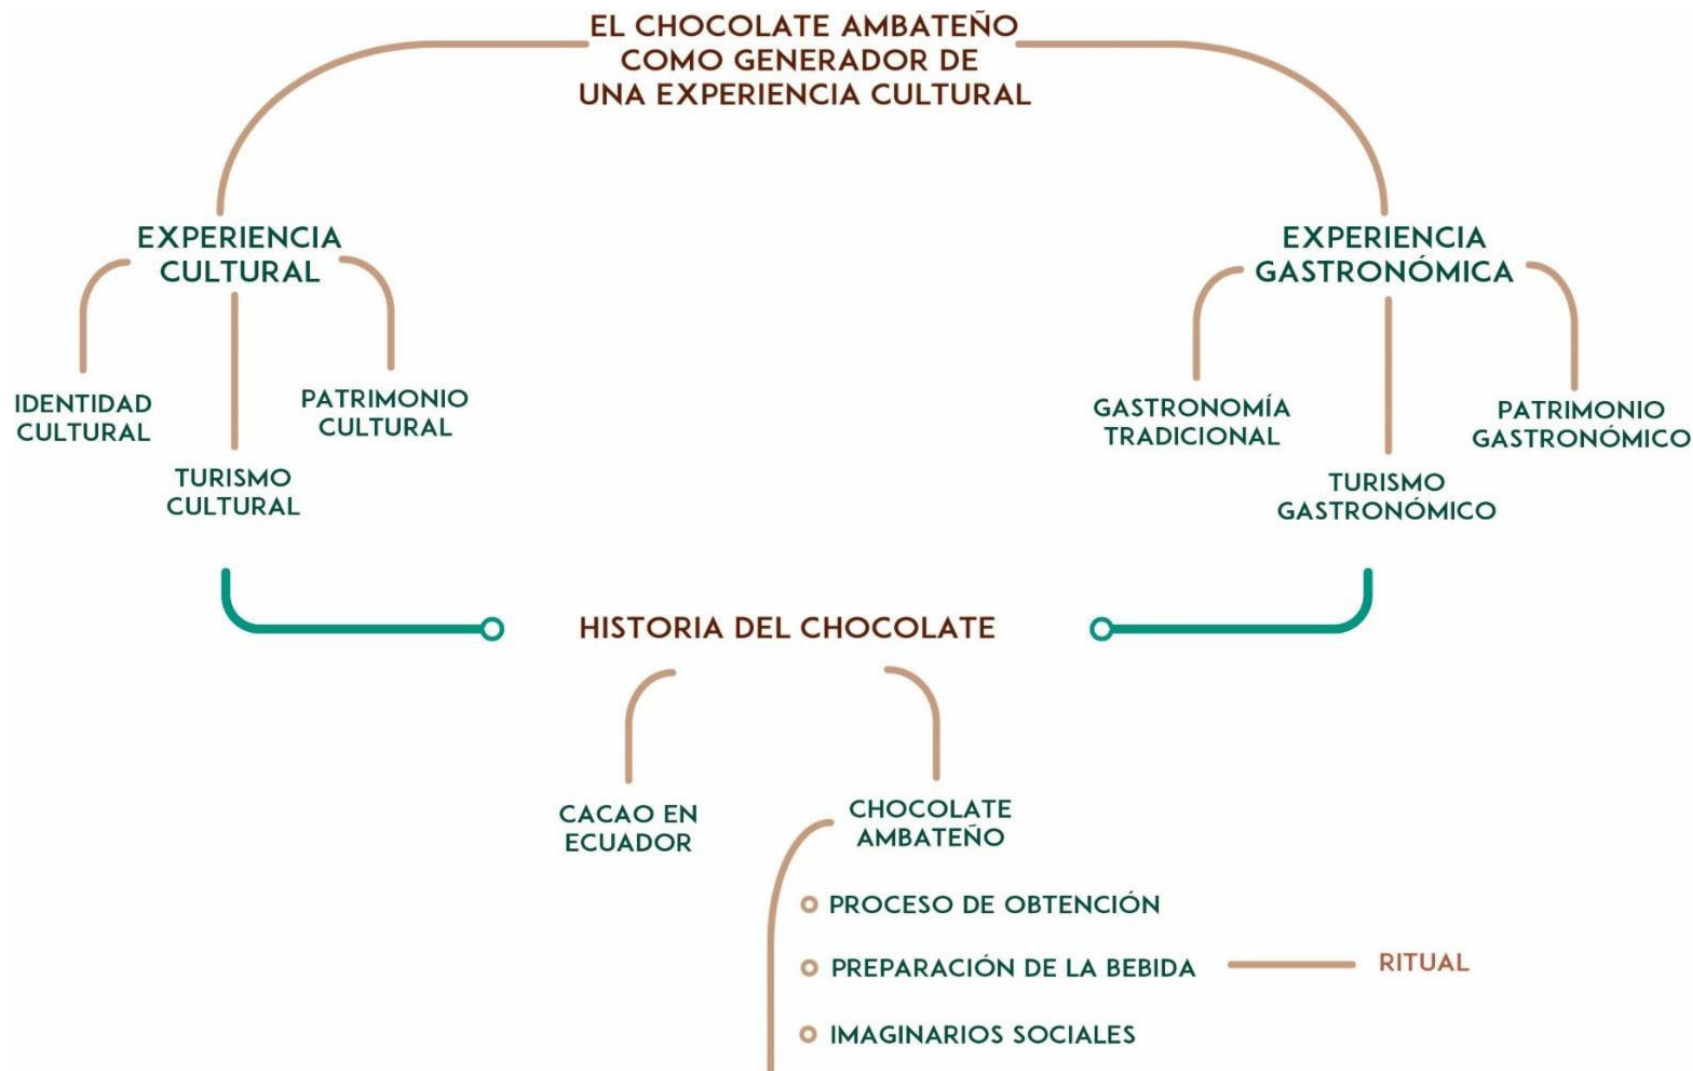 EL CHOCOLATE AMBATEÑO
COMO GENERADOR DE
UNA EXPERIENCIA CULTURAL
EXPERIENCIA
CULTURAL
IDENTIDAD
CULTURAL
TURISMO
CULTURAL
PATRIMONIO
CULTURAL
EXPERIENCIA
GASTRONÓMICA
GASTRONOMÍA
TRADICIONAL
TURISMO
GASTRONÓMICO
PATRIMONIO
GASTRONÓMICO
HISTORIA DEL CHOCOLATE
CACAO EN
ECUADOR
CHOCOLATE
AMBATEÑO
PROCESO DE OBTENCIÓN
PREPARACIÓN DE LA BEBIDA
RITUAL
IMAGINARIOS SOCIALES